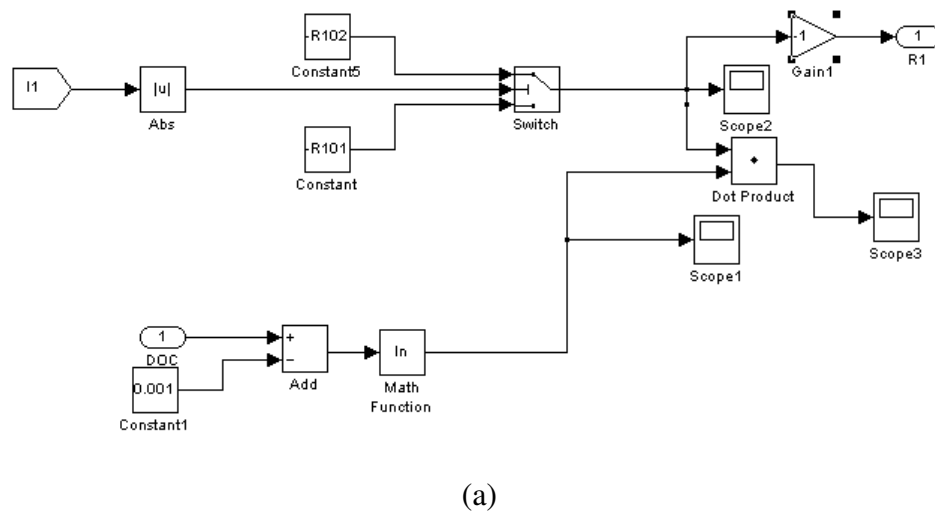 -R102
Constant5
-1
Gain1
1
R1
I1
|u|
Abs
Switch
Scope2
-R101
Constant
Dot Product
Scope1
Scope3
1
DOC
+
−
Add
ln
Math
Function
0.001
Constant1
(a)